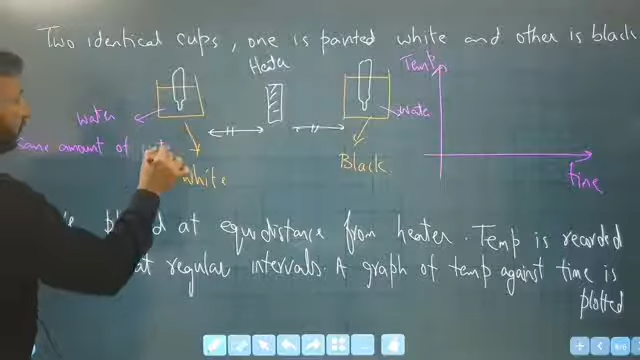 Two identical cups, one is painted white and other is black
Heater
Temp
water
water
same amount of
white
Black
time
placed at equidistance from heater. Temp is recorded
at regular intervals. A graph of temp against time is
plotted